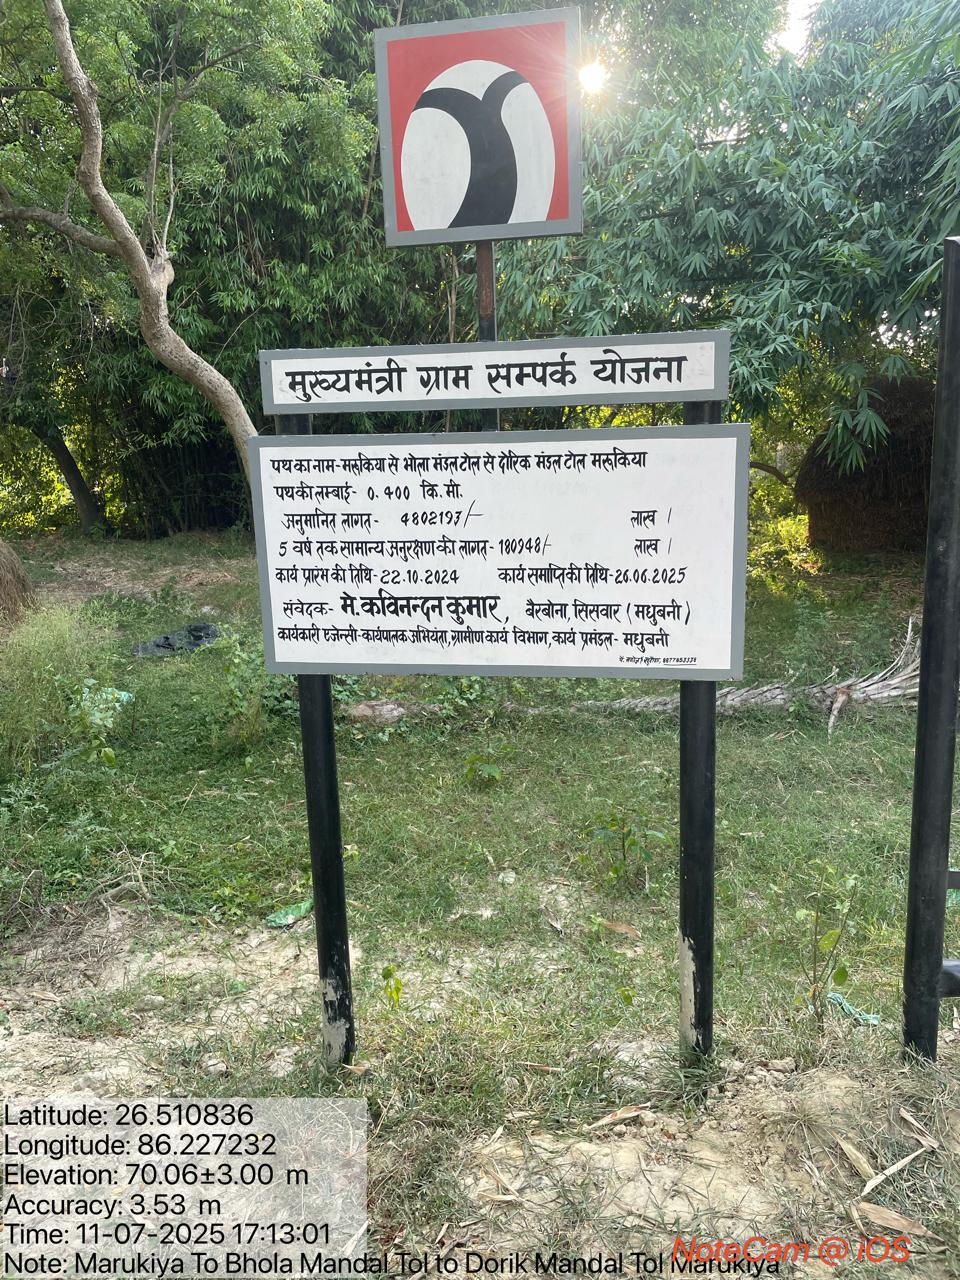 मुख्यमंत्री ग्राम सम्पर्क योजना
पथ का नाम- मरूकिया से भोला मंडल टोल से दोरिक मंडल टोल मरूकिया
पथ की लम्बाई- 0.400 कि.मी.
अनुमानित लागत- 4802193/- लाख।
5 वर्ष तक सामान्य अनुरक्षण की लागत- 180948/- लाख।
कार्य प्रारंम की तिथि-22.10.2024 कार्य समाप्ति की तिथि-26.06.2025
संवेदक- मे. कविनन्दन कुमार, बैरबोना, सिसवार (मधुबनी)
कार्यकारी एजेन्सी-कार्यपालक अभियंता, ग्रामीण कार्य विभाग, कार्य प्रमंडल- मधुबनी
Latitude: 26.510836
Longitude: 86.227232
Elevation: 70.06±3.00 m
Accuracy: 3.53 m
Time: 11-07-2025 17:13:01
Note: Marukiya To Bhola Mandal Tol to Dorik Mandal Tol Marukiya
NoteCam @ iOS